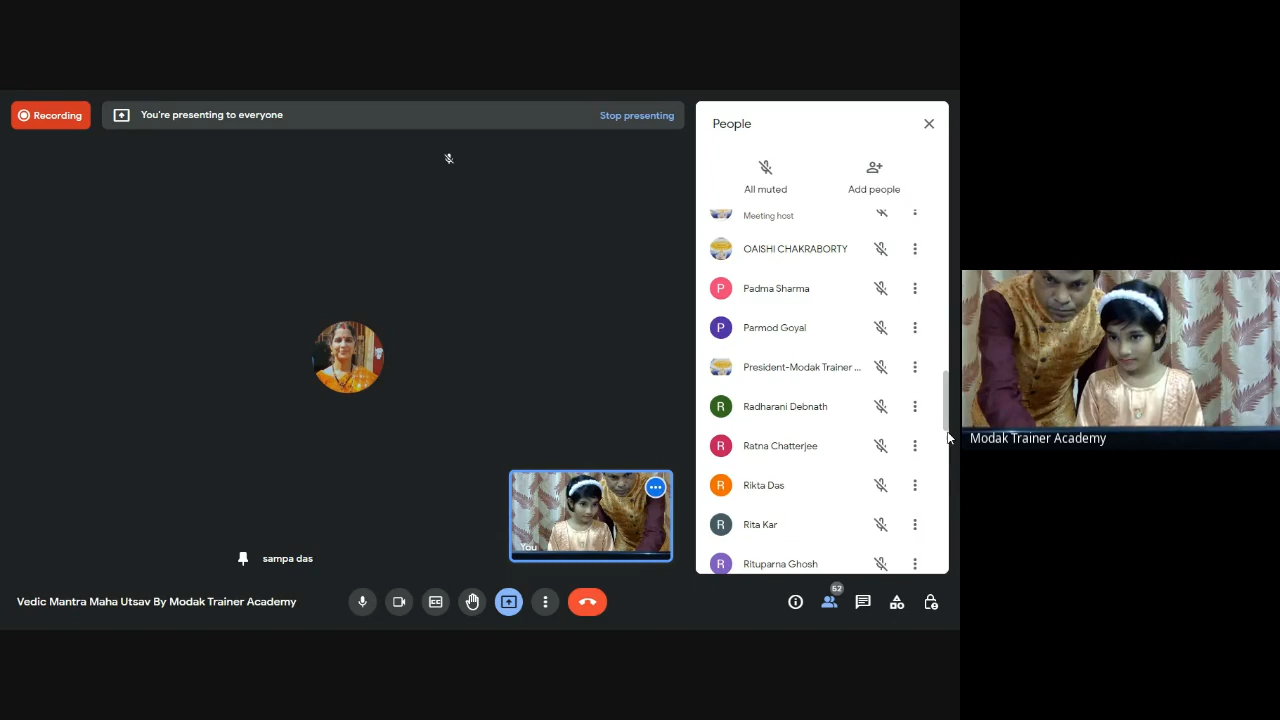 Recording
You're presenting to everyone
Stop presenting
People
All muted
Add people
Meeting host
OAISHI CHAKRABORTY
P
Padma Sharma
P
Parmod Goyal
President-Modak Trainer ...
R
Radharani Debnath
R
Ratna Chatterjee
R
Rikta Das
R
Rita Kar
R
Rituparna Ghosh
You
sampa das
Modak Trainer Academy
Vedic Mantra Maha Utsav By Modak Trainer Academy
52